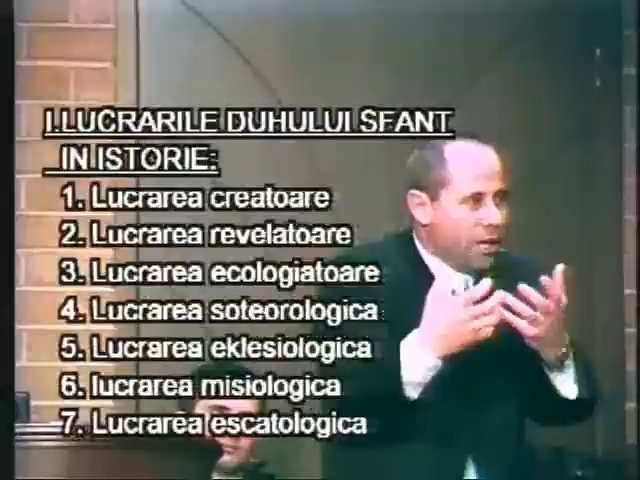 I.LUCRARILE DUHULUI SFANT
IN ISTORIE:
1. Lucrarea creatoare
2. Lucrarea revelatoare
3. Lucrarea ecologiatoare
4. Lucrarea soteorologica
5. Lucrarea eklesiologica
6. lucrarea misiologica
7. Lucrarea escatologica